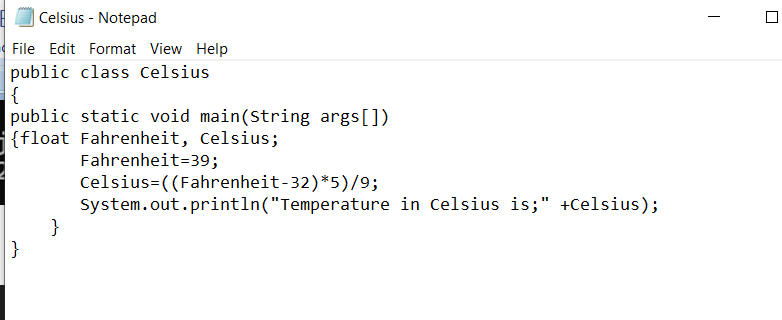 Celsius - Notepad
File Edit Format View Help
public class Celsius
{
public static void main(String args[])
{float Fahrenheit, Celsius;
Fahrenheit=39;
Celsius=((Fahrenheit-32)*5)/9;
System.out.println("Temperature in Celsius is;" +Celsius);
}
}